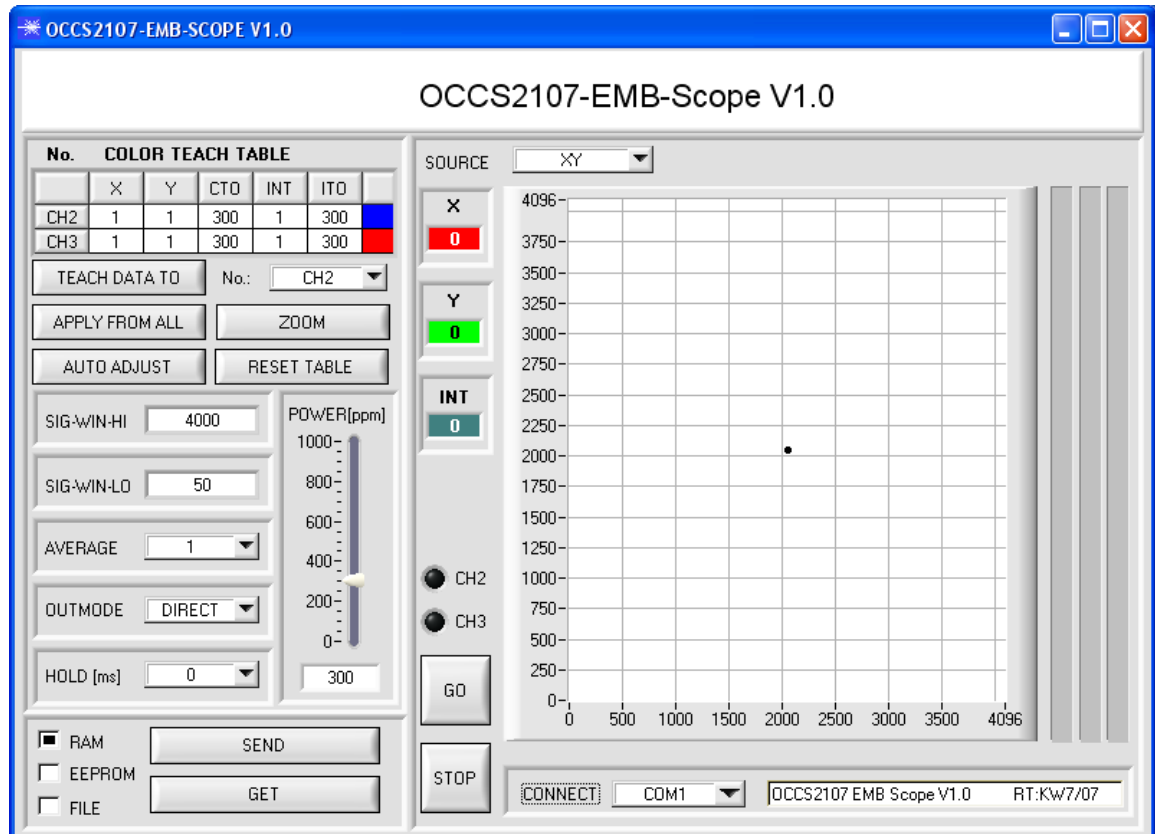 OCCS2107-EMB-SCOPE V1.0
OCCS2107-EMB-Scope V1.0
No. COLOR TEACH TABLE
X Y CTO INT ITO
CH2 1 1 300 1 300
CH3 1 1 300 1 300
TEACH DATA TO No.: CH2
APPLY FROM ALL ZOOM
AUTO ADJUST RESET TABLE
SIG-WIN-HI 4000
SIG-WIN-LO 50
AVERAGE 1
OUTMODE DIRECT
HOLD [ms] 0
POWER[ppm]
1000
800
600
400
200
0
300
RAM
EEPROM
FILE
SEND
GET
SOURCE XY
X
0
Y
0
INT
0
CH2
CH3
GO
STOP
4096
3750
3500
3250
3000
2750
2500
2250
2000
1750
1500
1250
1000
750
500
250
0
0 500 1000 1500 2000 2500 3000 3500 4096
CONNECT COM1 OCCS2107 EMB Scope V1.0 RT:KW7/07